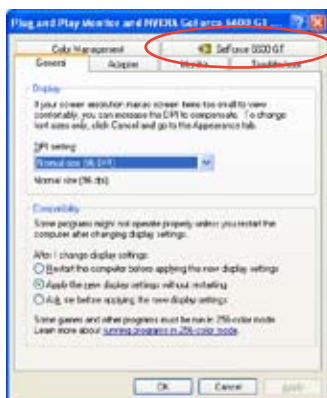 Plug and Play Monitor and NVIDIA GeForce 6600 GT ...
Color Management
GeForce 6600 GT
General
Adapter
Monitor
Troubleshoot
Display
If your screen resolution makes screen items too small to view
comfortably, you can increase the DPI to compensate. To change
font sizes only, click Cancel and go to the Appearance tab.
DPI setting:
Normal size (96 DPI)
Normal size (96 dpi)
Compatibility
Some programs might not operate properly unless you restart the
computer after changing display settings.
After I change display settings:
Restart the computer before applying the new display settings
Apply the new display settings without restarting
Ask me before applying the new display settings
Some games and other programs must be run in 256-color mode.
Learn more about running programs in 256-color mode.
OK
Cancel
Apply